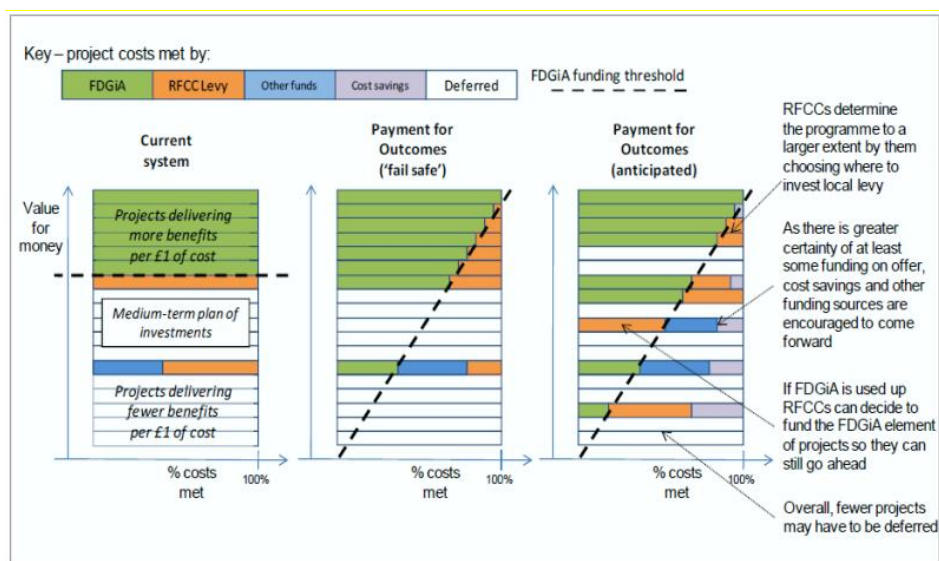 Key – project costs met by:
FDGiA
RFCC Levy
Other funds
Cost savings
Deferred
FDGiA funding threshold
Current
system
Payment for
Outcomes
('fail safe')
Payment for
Outcomes
(anticipated)
Value
for
money
Projects delivering
more benefits
per £1 of cost
Medium-term plan of
investments
Projects delivering
fewer benefits
per £1 of cost
% costs
met
100%
% costs
met
100%
% costs
met
100%
RFCCs determine
the programme to a
larger extent by them
choosing where to
invest local levy
As there is greater
certainty of at least
some funding on offer,
cost savings and other
funding sources are
encouraged to come
forward
If FDGiA is used up
RFCCs can decide to
fund the FDGiA element
of projects so they can
still go ahead
Overall, fewer projects
may have to be deferred